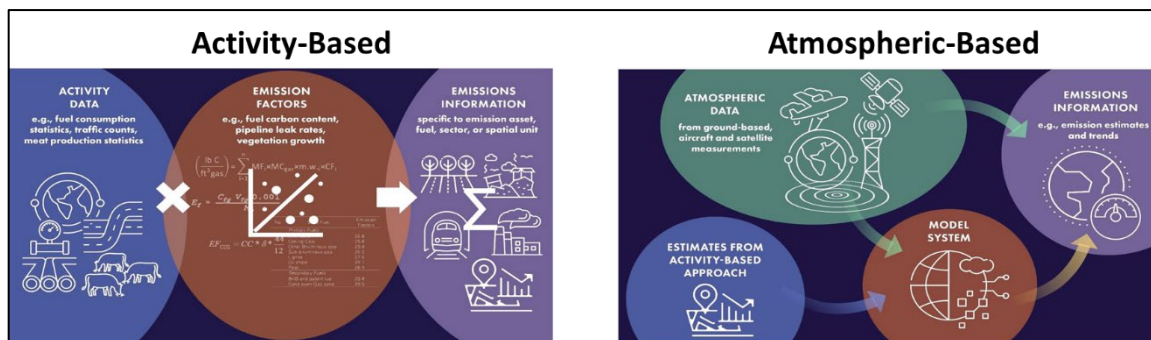 Activity-Based
ACTIVITY
DATA
e.g., fuel consumption
statistics, traffic counts,
meat production statistics
EMISSION
FACTORS
e.g., fuel carbon content,
pipeline leak rates,
vegetation growth
EMISSIONS
INFORMATION
specific to emission asset,
fuel, sector, or spatial unit
Atmospheric-Based
ATMOSPHERIC
DATA
from ground-based,
aircraft and satellite
measurements
EMISSIONS
INFORMATION
e.g., emission estimates
and trends
ESTIMATES FROM
ACTIVITY-BASED
APPROACH
MODEL
SYSTEM